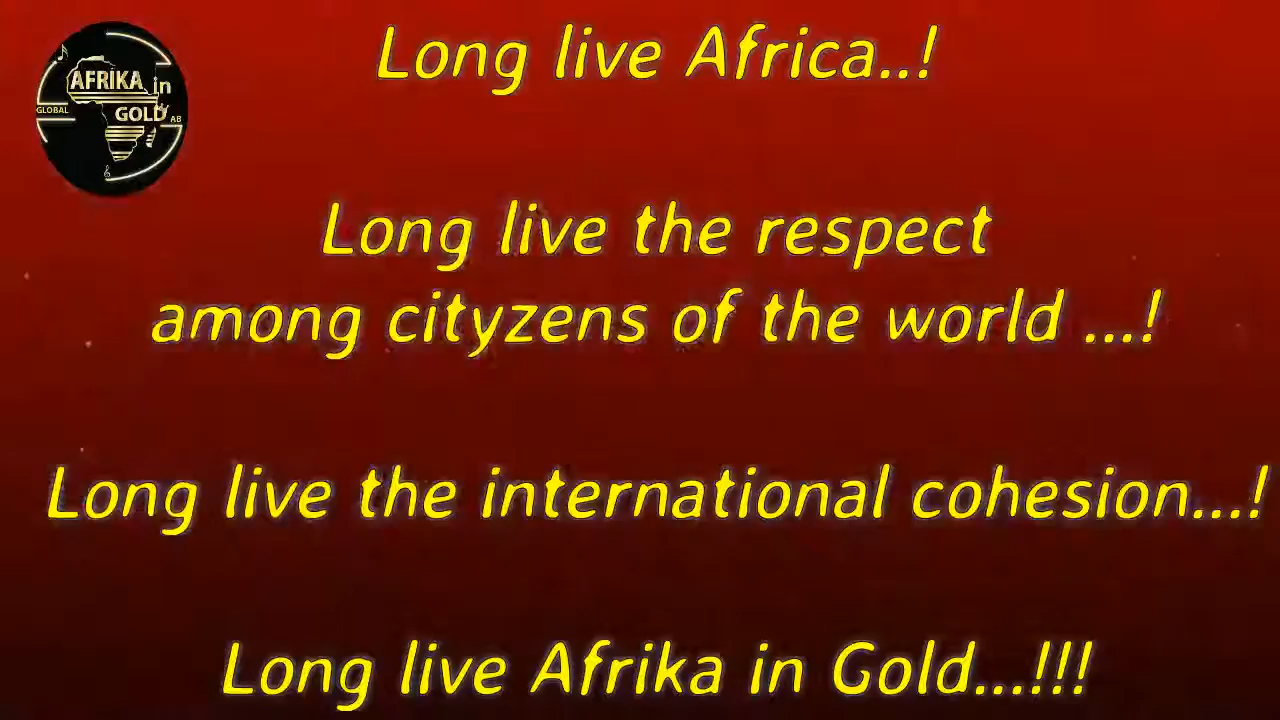 Long live Africa..!
AFRIKA in
GLOBAL
GOLD AB
Long live the respect
among cityzens of the world ...!
Long live the international cohesion...!
Long live Afrika in Gold...!!!